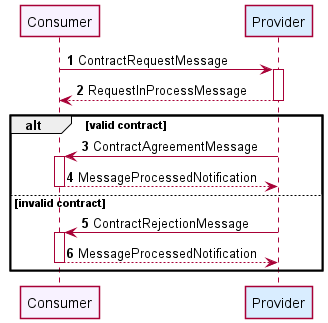 Consumer Provider
1 ContractRequestMessage
2 RequestInProcessMessage
alt [valid contract]
3 ContractAgreementMessage
4 MessageProcessedNotification
[invalid contract]
5 ContractRejectionMessage
6 MessageProcessedNotification
Consumer Provider